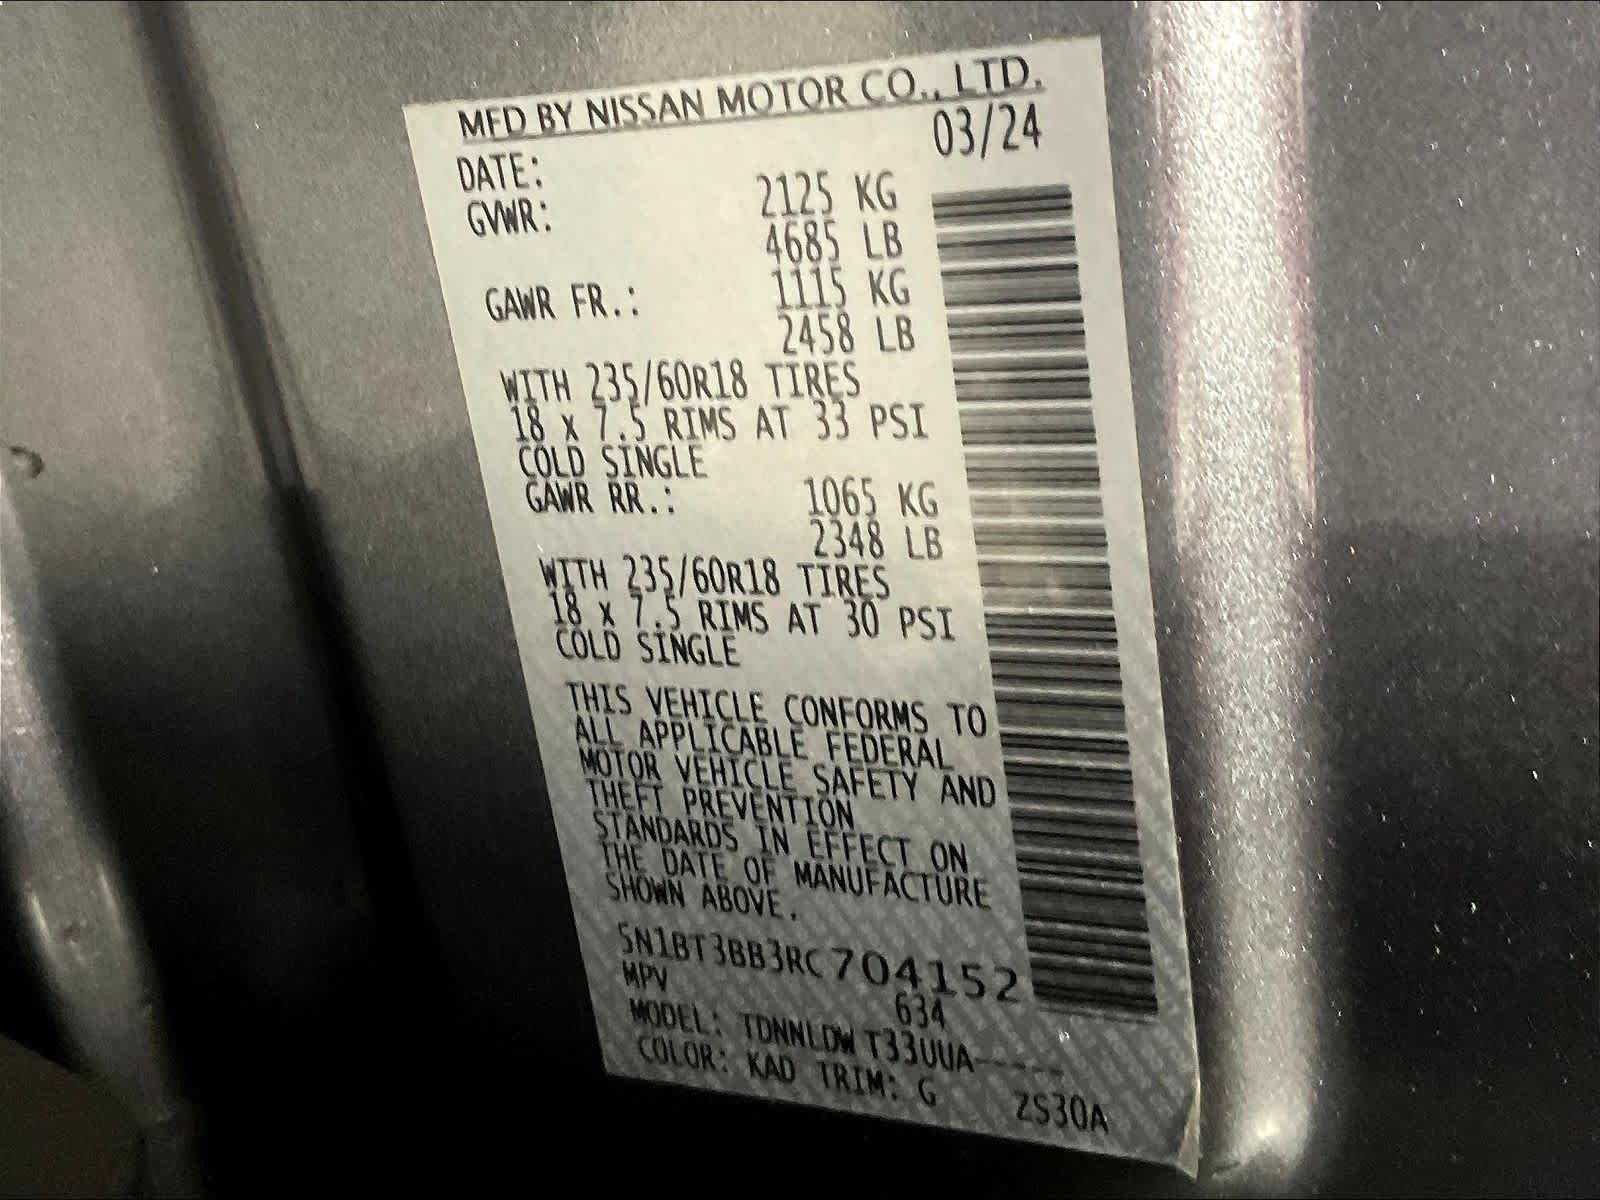 MFD BY NISSAN MOTOR CO., LTD.
DATE: 03/24
GVWR: 2125 KG
4685 LB
GAWR FR.: 1115 KG
2458 LB
WITH 235/60R18 TIRES
18 x 7.5 RIMS AT 33 PSI
COLD SINGLE
GAWR RR.: 1065 KG
2348 LB
WITH 235/60R18 TIRES
18 x 7.5 RIMS AT 30 PSI
COLD SINGLE
THIS VEHICLE CONFORMS TO
ALL APPLICABLE FEDERAL
MOTOR VEHICLE SAFETY AND
THEFT PREVENTION
STANDARDS IN EFFECT ON
THE DATE OF MANUFACTURE
SHOWN ABOVE.
5N1BT3BB3RC704152
MPV 634
MODEL: TDNNLDW T33UUA-----
COLOR: KAD TRIM: G ZS30A